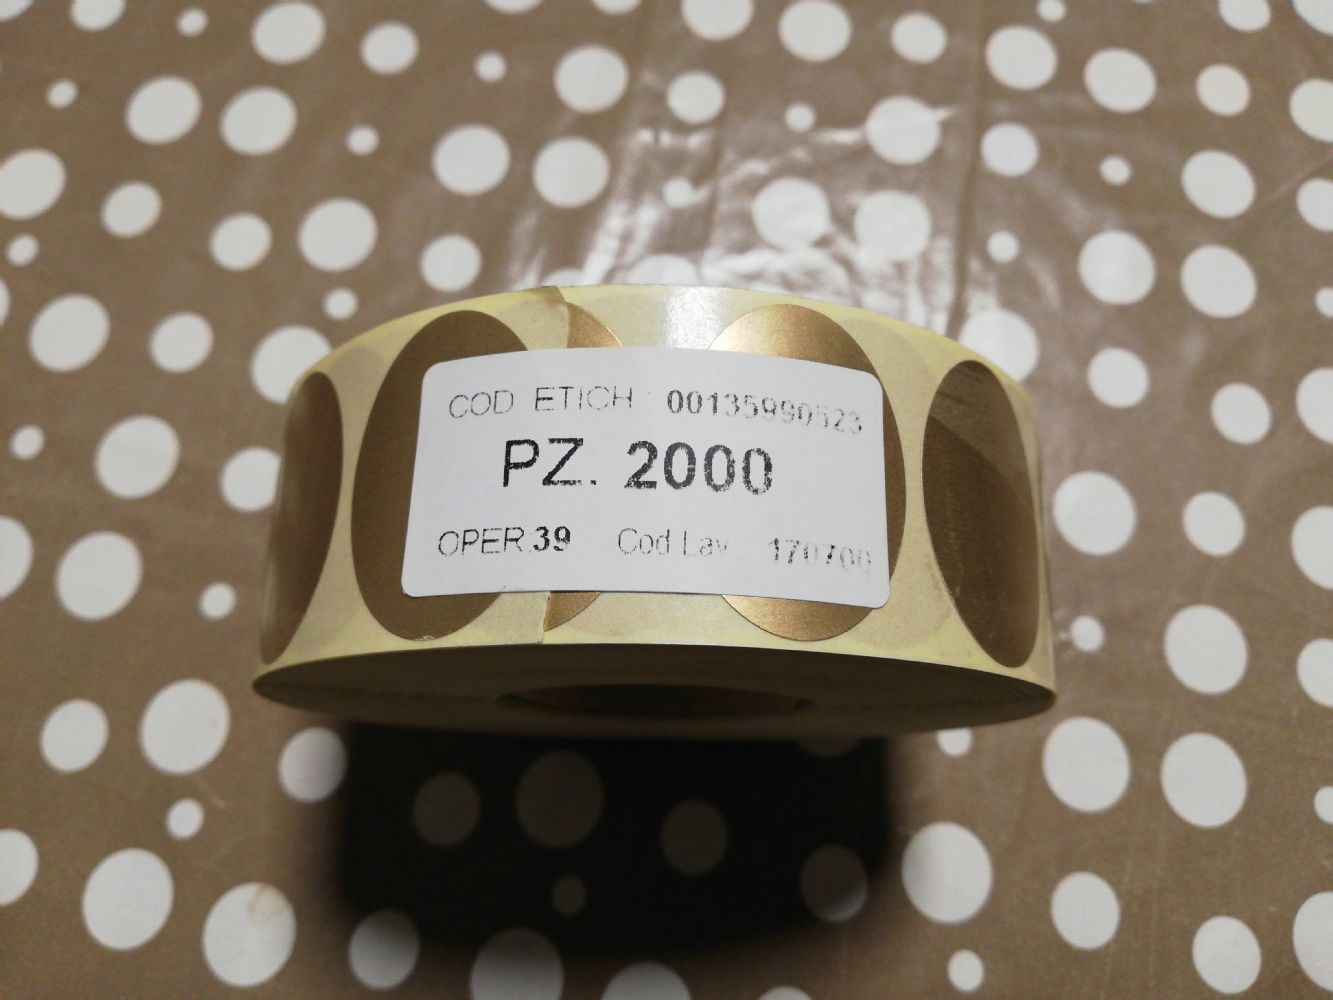 COD. ETICH : 00135990523
PZ. 2000
OPER.39 Cod Lav 170700